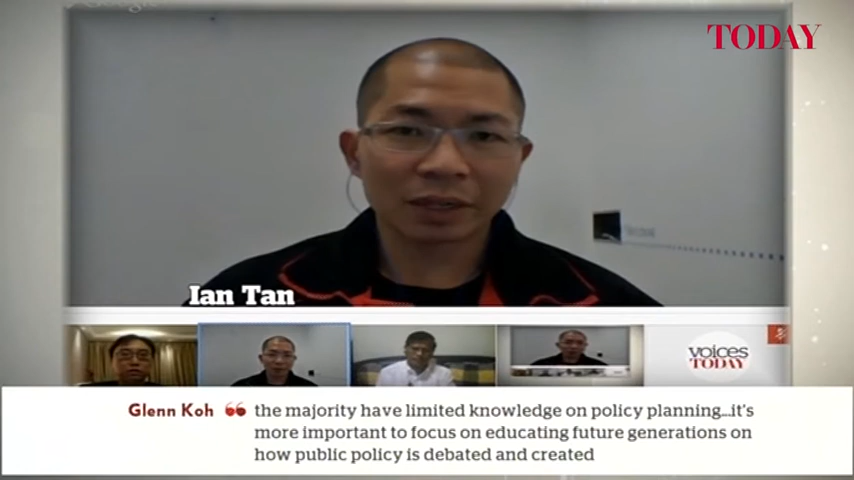 Google
TODAY
Ian Tan
voices
TODAY
Glenn Koh
the majority have limited knowledge on policy planning...it's
more important to focus on educating future generations on
how public policy is debated and created